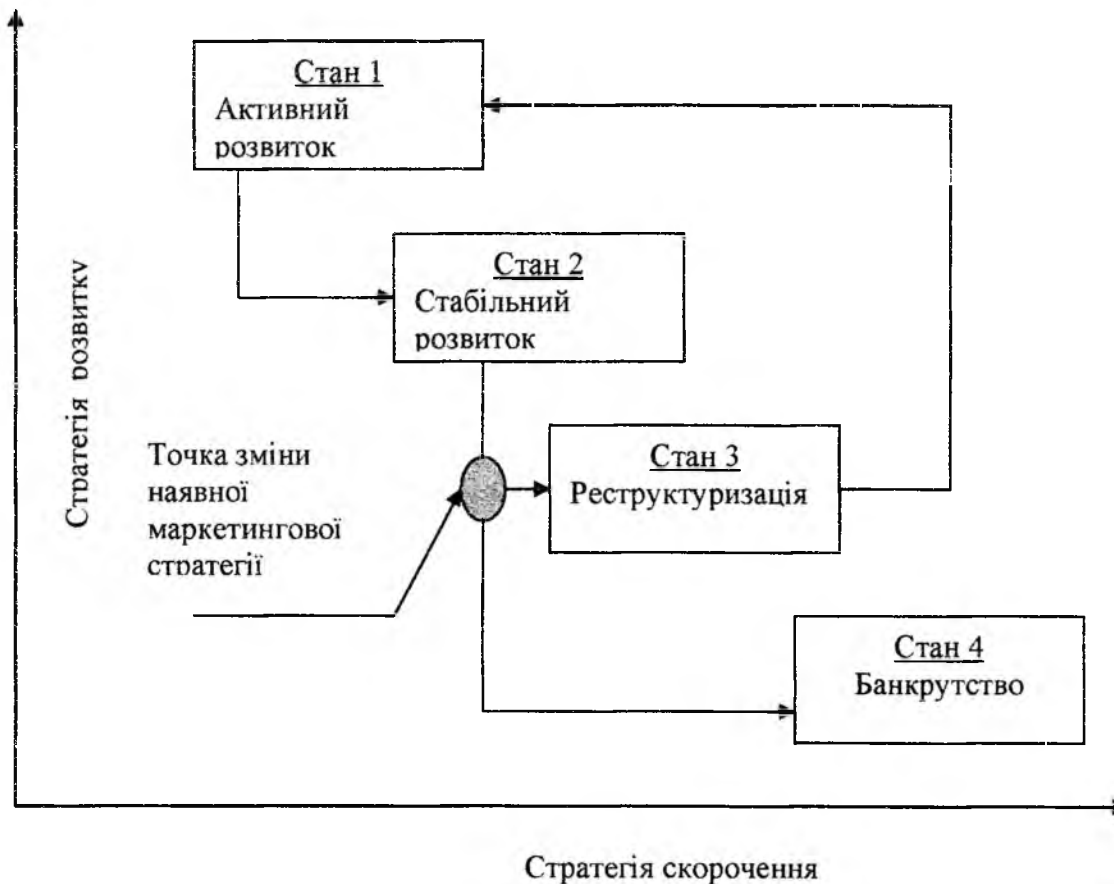 Стан 1
Активний
розвиток
Стан 2
Стабільний
розвиток
Стратегія розвитку
Точка зміни
наявної
маркетингової
стратегії
Стан 3
Реструктуризація
Стан 4
Банкрутство
Стратегія скорочення